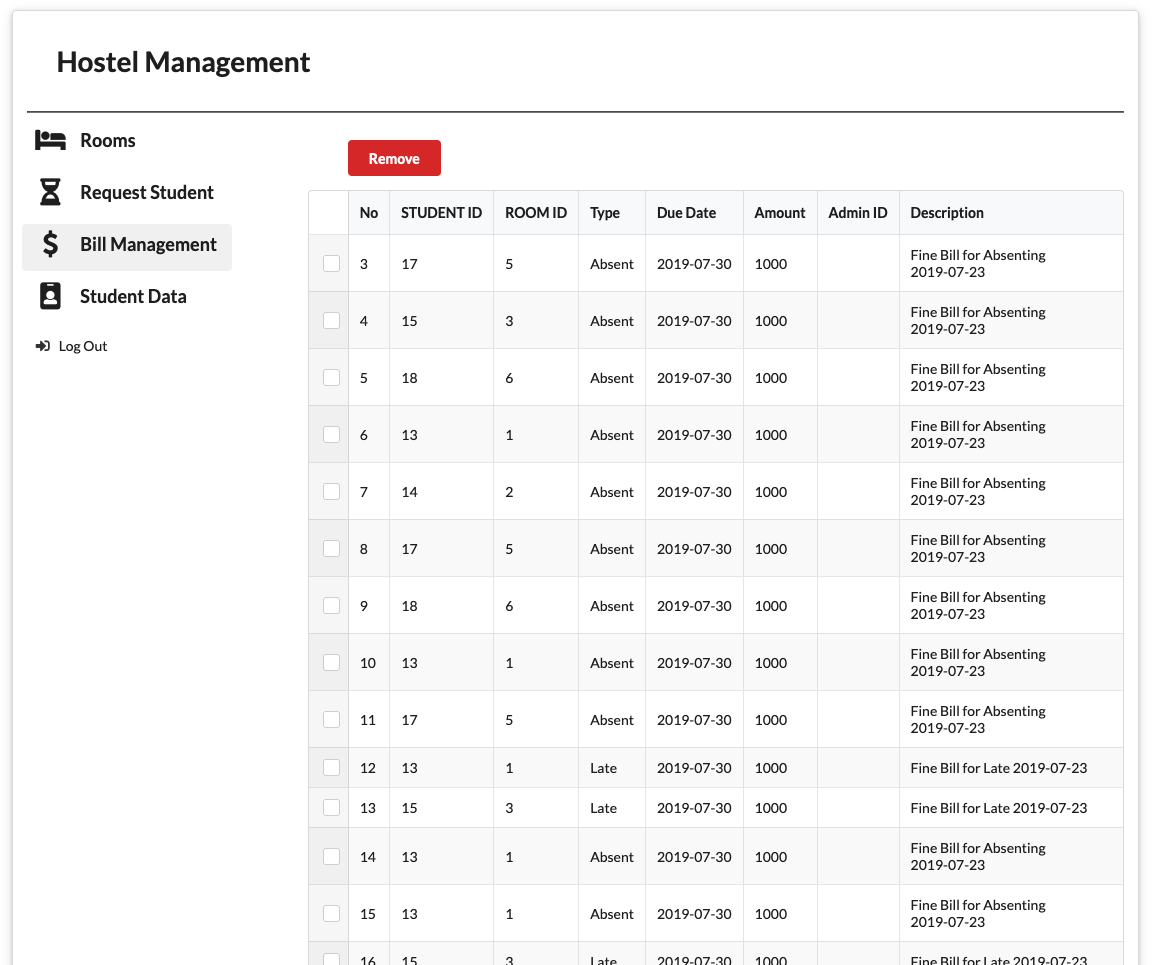 Hostel Management
Rooms
Request Student
Bill Management
Student Data
Log Out
Remove
No STUDENT ID ROOM ID Type Due Date Amount Admin ID Description
3 17 5 Absent 2019-07-30 1000 Fine Bill for Absenting
2019-07-23
4 15 3 Absent 2019-07-30 1000 Fine Bill for Absenting
2019-07-23
5 18 6 Absent 2019-07-30 1000 Fine Bill for Absenting
2019-07-23
6 13 1 Absent 2019-07-30 1000 Fine Bill for Absenting
2019-07-23
7 14 2 Absent 2019-07-30 1000 Fine Bill for Absenting
2019-07-23
8 17 5 Absent 2019-07-30 1000 Fine Bill for Absenting
2019-07-23
9 18 6 Absent 2019-07-30 1000 Fine Bill for Absenting
2019-07-23
10 13 1 Absent 2019-07-30 1000 Fine Bill for Absenting
2019-07-23
11 17 5 Absent 2019-07-30 1000 Fine Bill for Absenting
2019-07-23
12 13 1 Late 2019-07-30 1000 Fine Bill for Late 2019-07-23
13 15 3 Late 2019-07-30 1000 Fine Bill for Late 2019-07-23
14 13 1 Absent 2019-07-30 1000 Fine Bill for Absenting
2019-07-23
15 13 1 Absent 2019-07-30 1000 Fine Bill for Absenting
2019-07-23
16 15 3 Late 2019-07-30 1000 Fine Bill for Late 2019-07-23